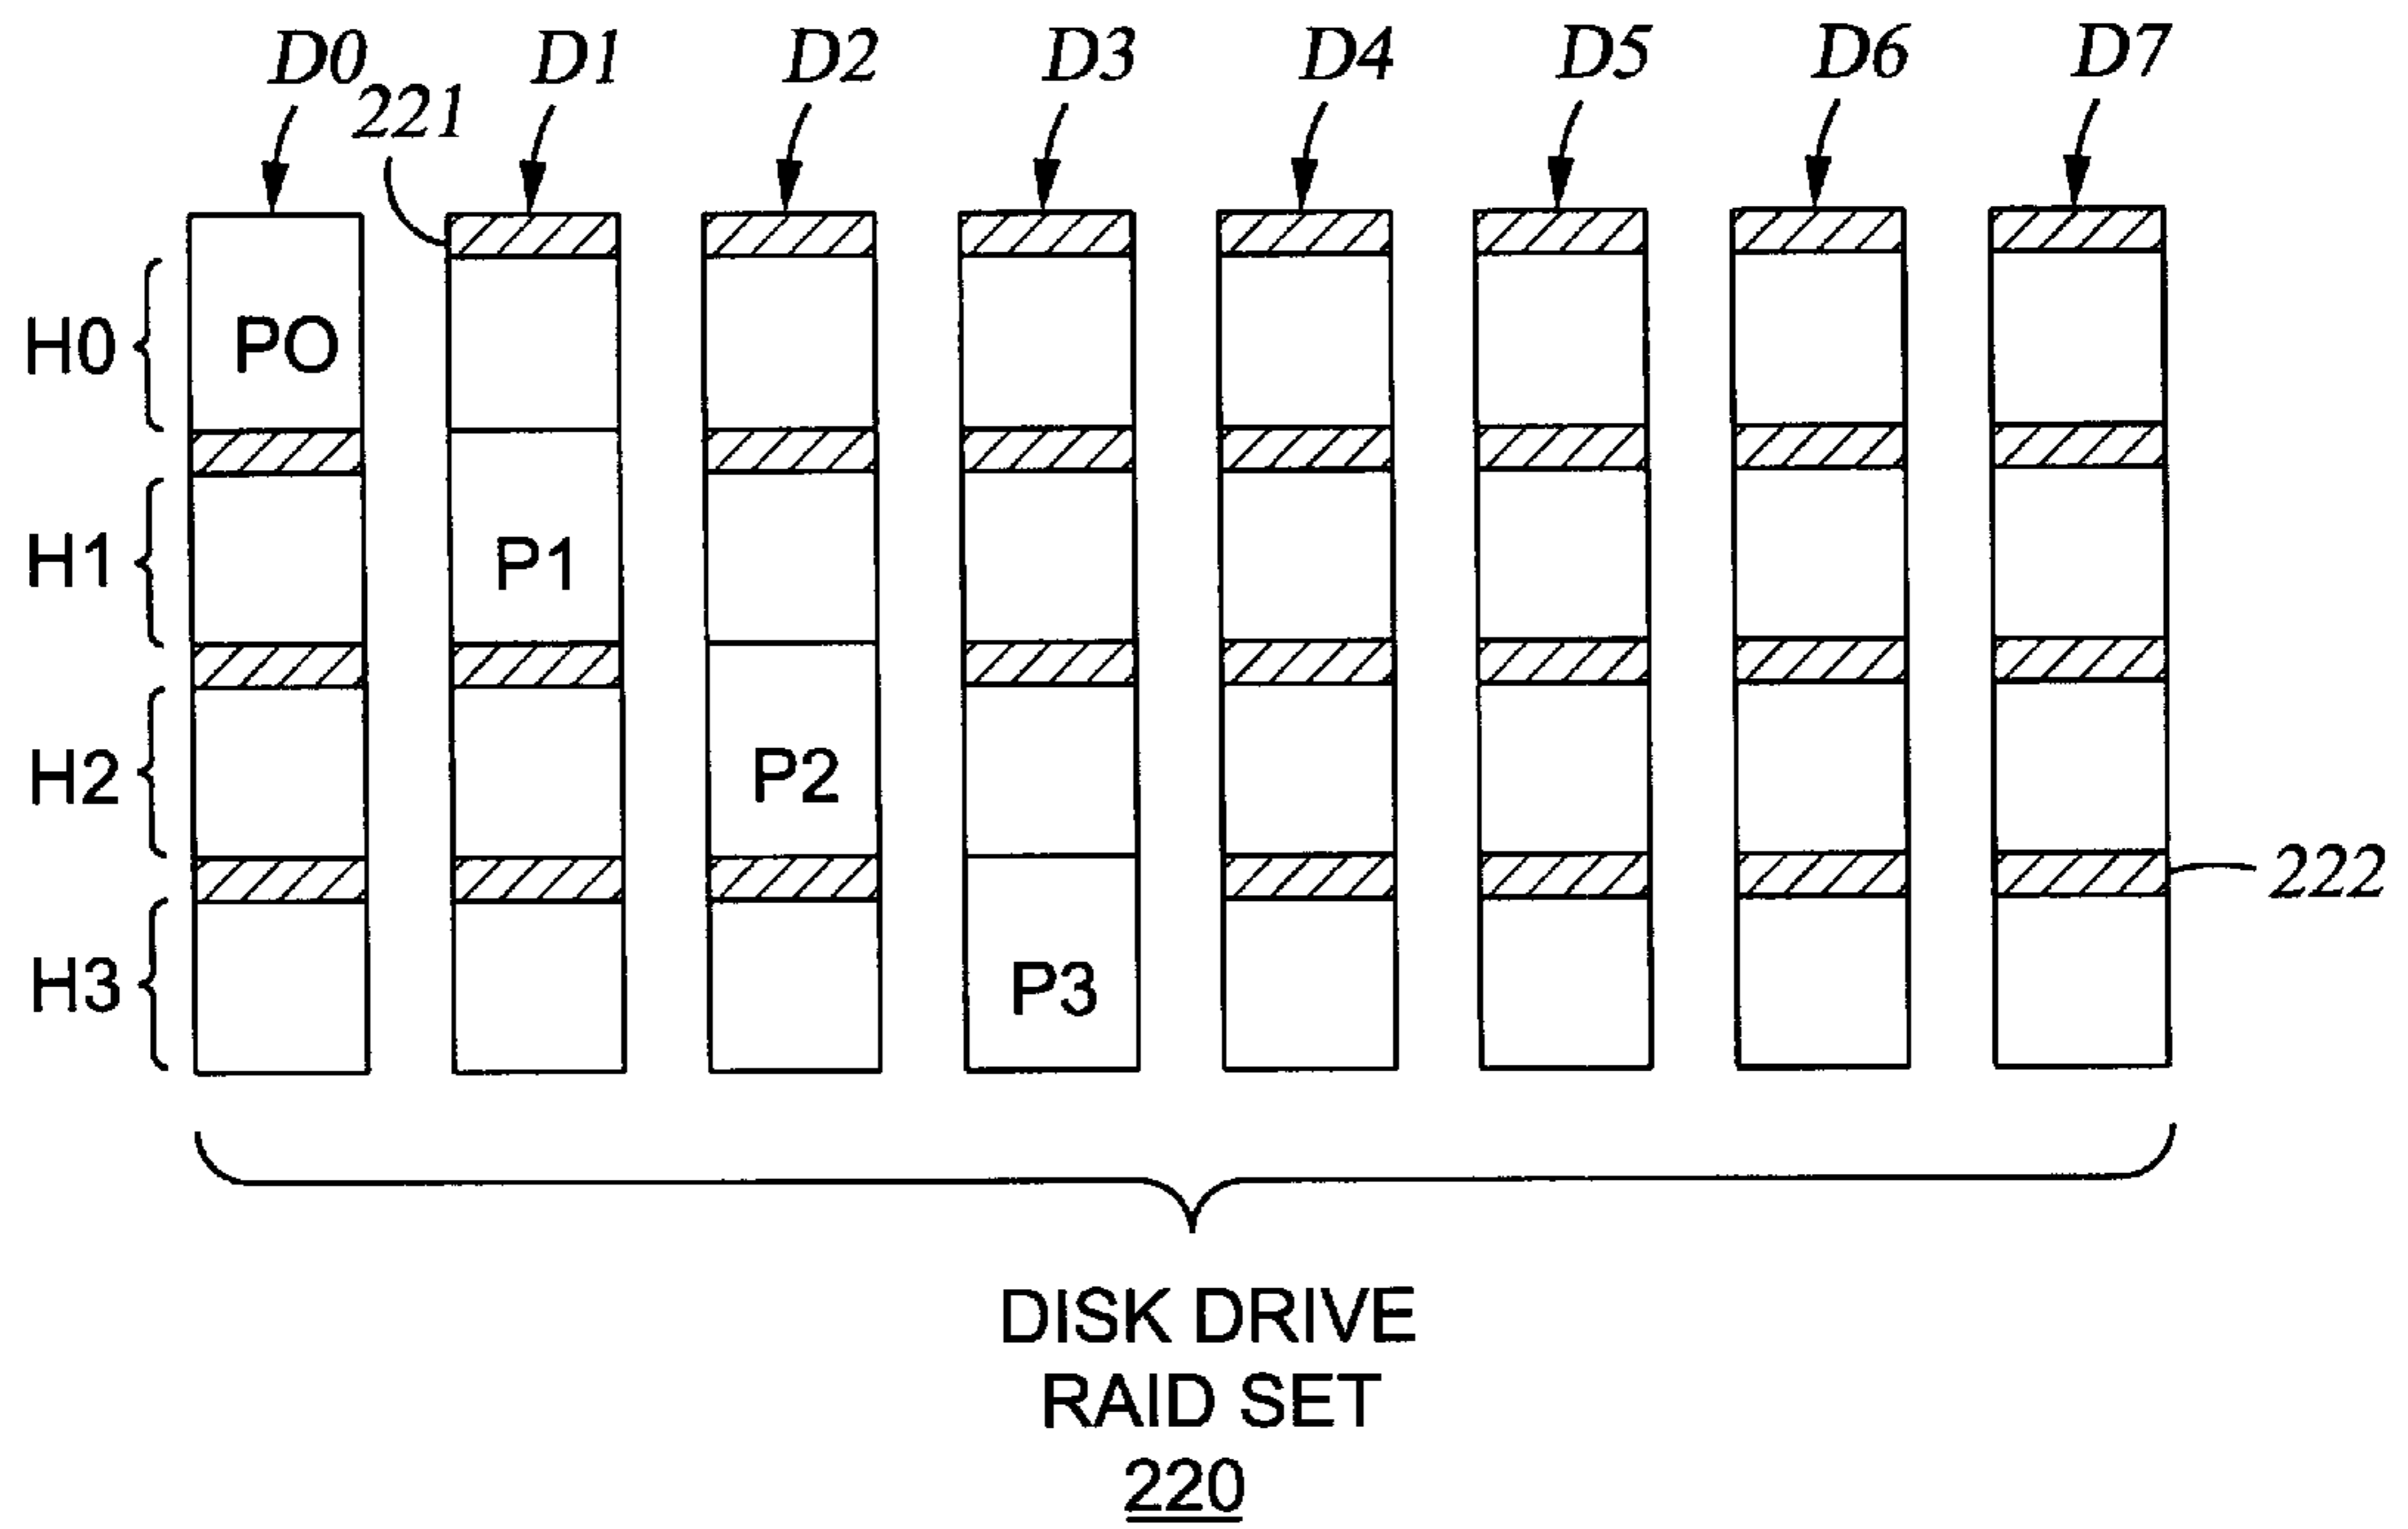 D0 D1 D2 D3 D4 D5 D6 D7
221
H0 PO
H1 P1
H2 P2
222
H3 P3
DISK DRIVE
RAID SET
220